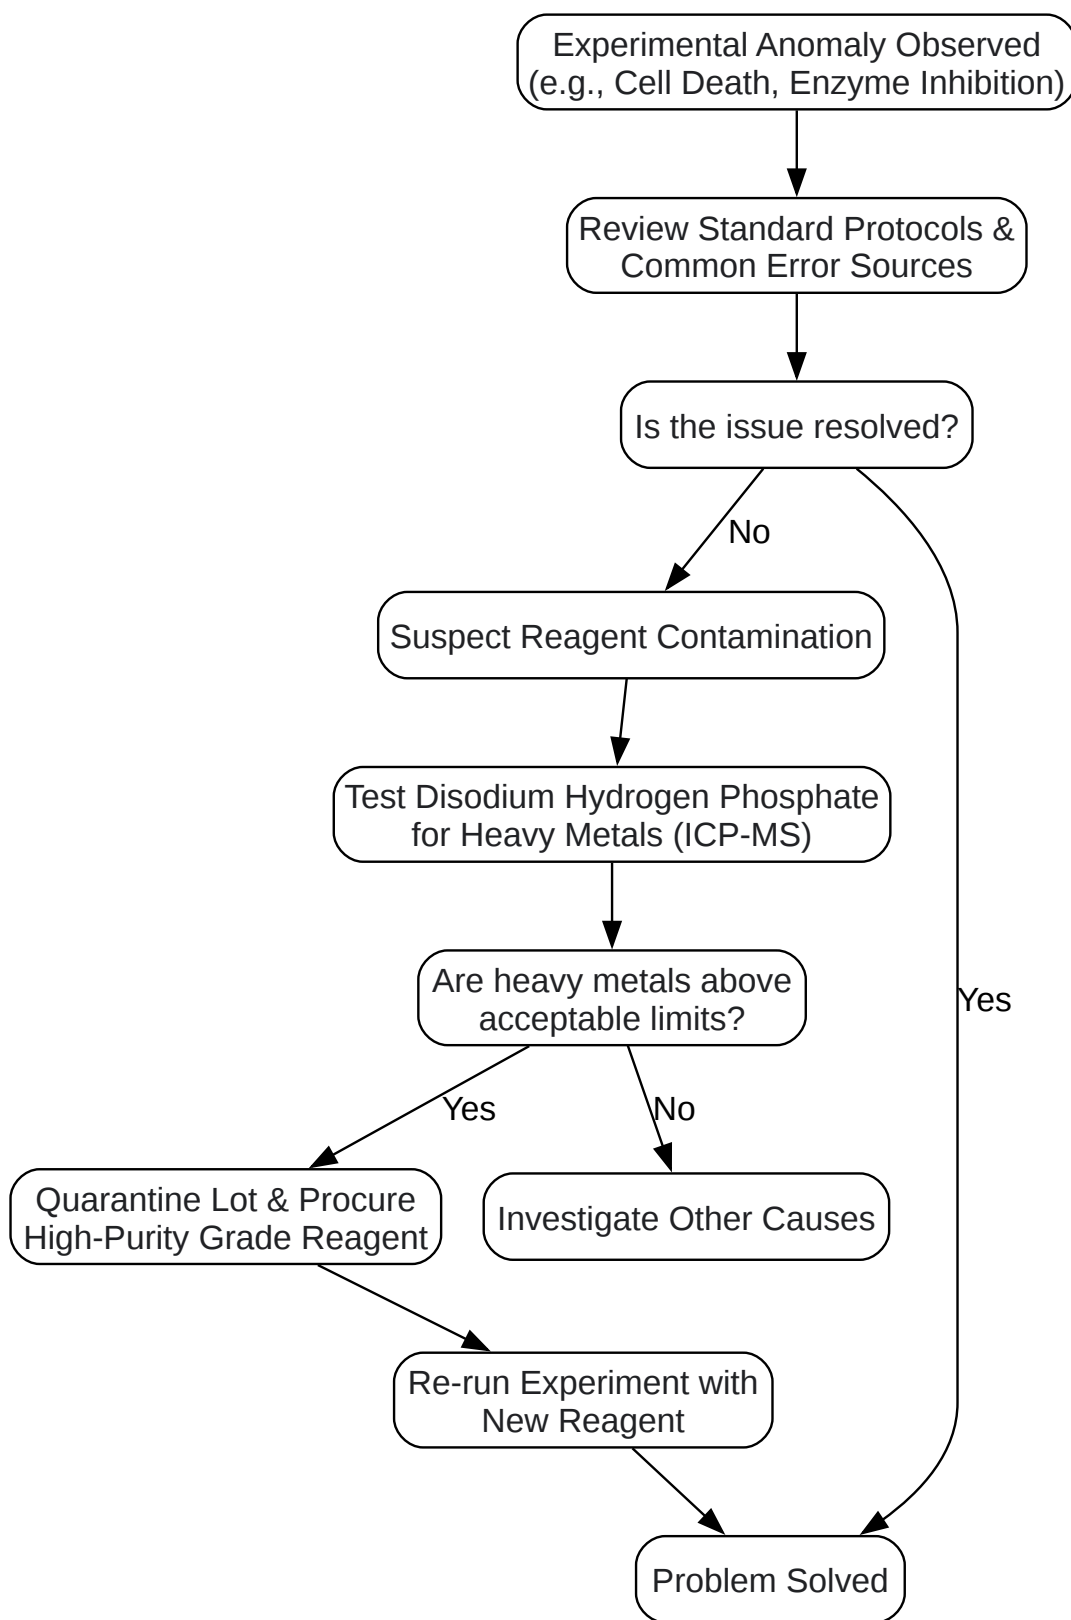 Experimental Anomaly Observed
(e.g., Cell Death, Enzyme Inhibition)
Review Standard Protocols &
Common Error Sources
Is the issue resolved?
No
Suspect Reagent Contamination
Test Disodium Hydrogen Phosphate
for Heavy Metals (ICP-MS)
Are heavy metals above
acceptable limits?
Yes
Yes
No
Quarantine Lot & Procure
High-Purity Grade Reagent
Investigate Other Causes
Re-run Experiment with
New Reagent
Problem Solved